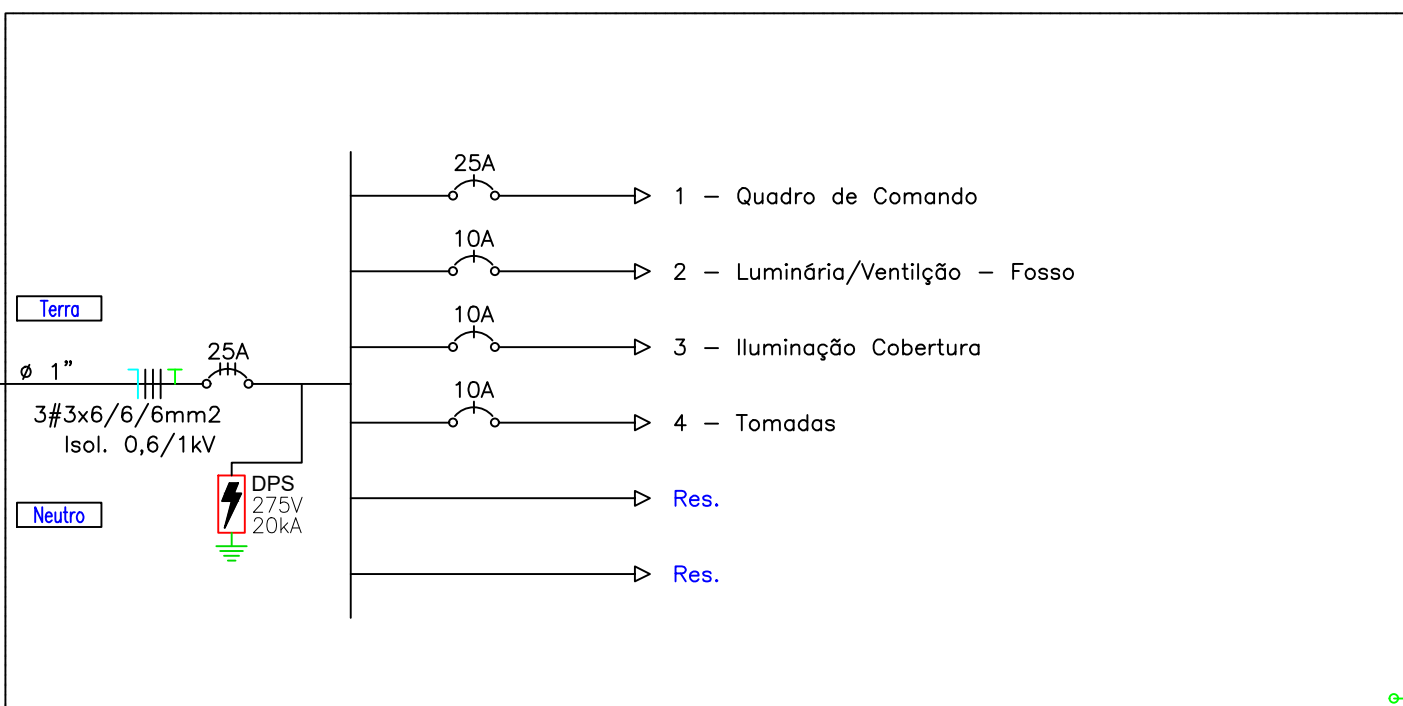 25A
1 - Quadro de Comando
10A
2 - Luminária/Ventilção - Fosso
Terra
10A
3 - Iluminação Cobertura
25A
ø 1"
10A
3#3x6/6/6mm2
4 - Tomadas
Isol. 0,6/1kV
DPS
275V
20kA
Res.
Neutro
Res.